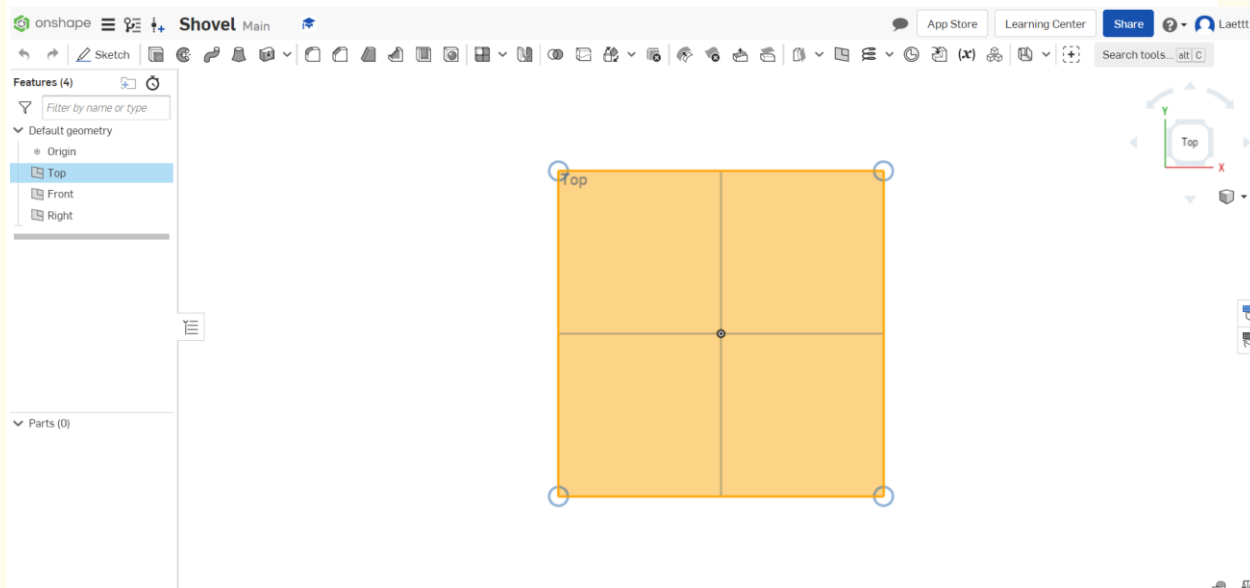 onshape Shovel Main App Store Learning Center Share Laettt
Sketch (x) Search tools... alt C
Features (4)
Filter by name or type
Default geometry
Origin
Top
Front
Right
Parts (0)
Top
Y
Top
X